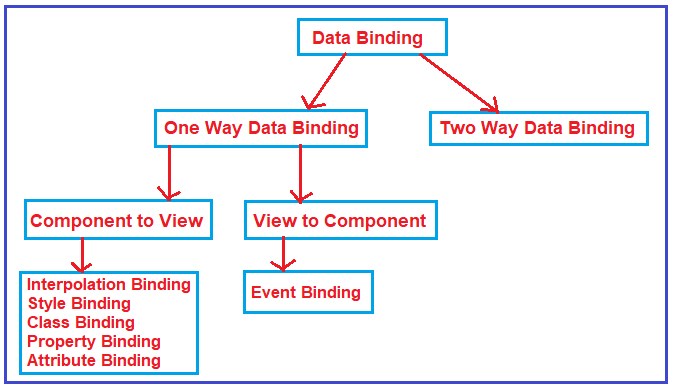 Data Binding
One Way Data Binding
Two Way Data Binding
Component to View
View to Component
Interpolation Binding
Style Binding
Class Binding
Property Binding
Attribute Binding
Event Binding